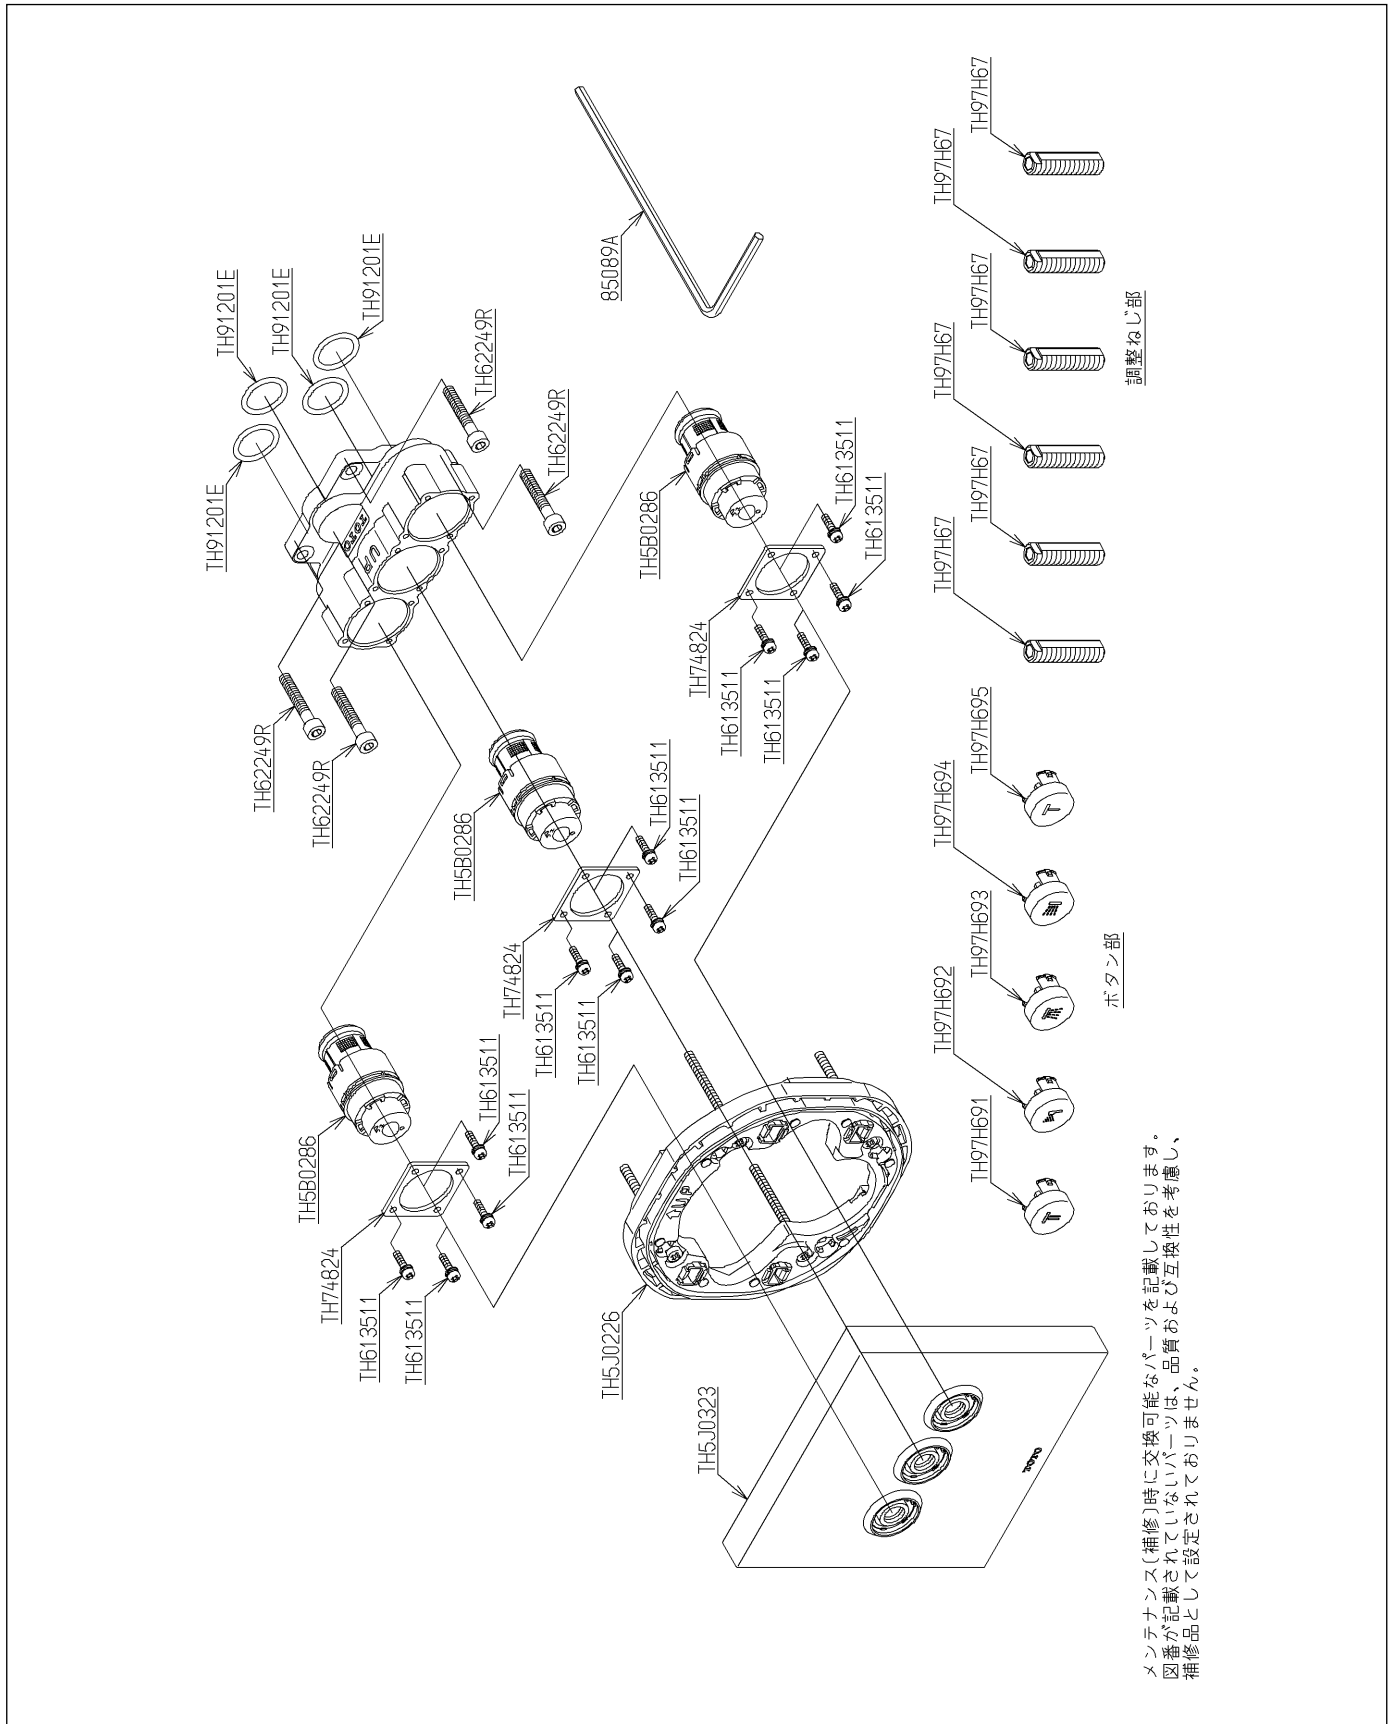 TH91201E
TH91201E
TH91201E
TH91201E
TH62249R
TH62249R
TH62249R
TH62249R
TOTO
UP
85089A
TH5B0286
TH74824
TH613511
TH613511
TH613511
TH613511
TH5B0286
TH74824
TH613511
TH613511
TH613511
TH613511
TH5B0286
TH74824
TH613511
TH613511
TH613511
TH613511
TH5J0226
UP
TH5J0323
TOTO
TH97H691
TH97H692
TH97H693
TH97H694
TH97H695
ボタン部
TH97H67
TH97H67
TH97H67
TH97H67
TH97H67
TH97H67
調整ねじ部
メンテナンス(補修)時に交換可能なパーツを記載しております。
図番が記載されていないパーツは、品質および互換性を考慮し、
補修品として設定されておりません。